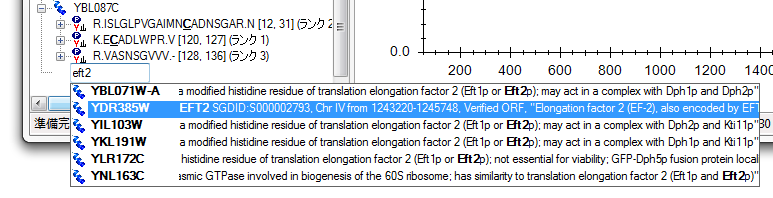 YBL087C
R.ISLGLPVGAIMNCADNSGAR.N [12, 31] (ランク 2
K.ECADLWPR.V [120, 127] (ランク 1)
R.VASNSGVVV.- [128, 136] (ランク 3)
eft2
0.0
200 400 600 800 1000 1200 1400
準備完
30
YBL071W-A a modified histidine residue of translation elongation factor 2 (Eft1p or Eft2p); may act in a complex with Dph1p and Dph2p"
YDR385W EFT2 SGDID:S000002793, Chr IV from 1243220-1245748, Verified ORF, "Elongation factor 2 (EF-2), also encoded by EFT
YIL103W a modified histidine residue of translation elongation factor 2 (Eft1p or Eft2p); may act in a complex with Dph2p and Kti11p"
YKL191W a modified histidine residue of translation elongation factor 2 (Eft1p or Eft2p); may act in a complex with Dph1p and Kti11p"
YLR172C histidine residue of translation elongation factor 2 (Eft1p or Eft2p); not essential for viability; GFP-Dph5p fusion protein local
YNL163C asmic GTPase involved in biogenesis of the 60S ribosome; has similarity to translation elongation factor 2 (Eft1p and Eft2p)"